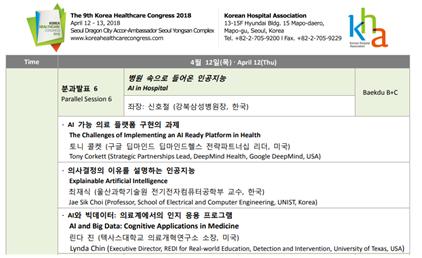 The 9th Korea Healthcare Congress 2018
April 12 - 13, 2018
Seoul Dragon City Accor-Ambassador Seoul Yongsan Complex
www.koreahealthcarecongress.com
Korean Hospital Association
13-15F Hyundai Bldg. 15 Mapo-daero,
Mapo-gu, Seoul, Korea
Tel. +82-2-705-9200 I Fax. +82-2-705-9229
kha
Time
4월 12일(목) · April 12(Thu)
분과발표 6
Parallel Session 6
병원 속으로 들어온 인공지능
AI in Hospital
좌장: 신호철 (강북삼성병원장, 한국)
Baekdu B+C
· AI 가능 의료 플랫폼 구현의 과제
The Challenges of Implementing an AI Ready Platform in Health
토니 콜켓 (구글 딥마인드 딥마인드헬스 전략파트너십 리더, 미국)
Tony Corkett (Strategic Partnerships Lead, DeepMind Health, Google DeepMind, USA)
· 의사결정의 이유를 설명하는 인공지능
Explainable Artificial Intelligence
최재식 (울산과학기술원 전기전자컴퓨터공학부 교수, 한국)
Jae Sik Choi (Professor, School of Electrical and Computer Engineering, UNIST, Korea)
· AI와 빅데이터: 의료계에서의 인지 응용 프로그램
AI and Big Data: Cognitive Applications in Medicine
린다 진 (텍사스대학교 의료개혁연구소 소장, 미국)
Lynda Chin (Executive Director, REDI for Real-world Education, Detection and Intervention, University of Texas, USA)